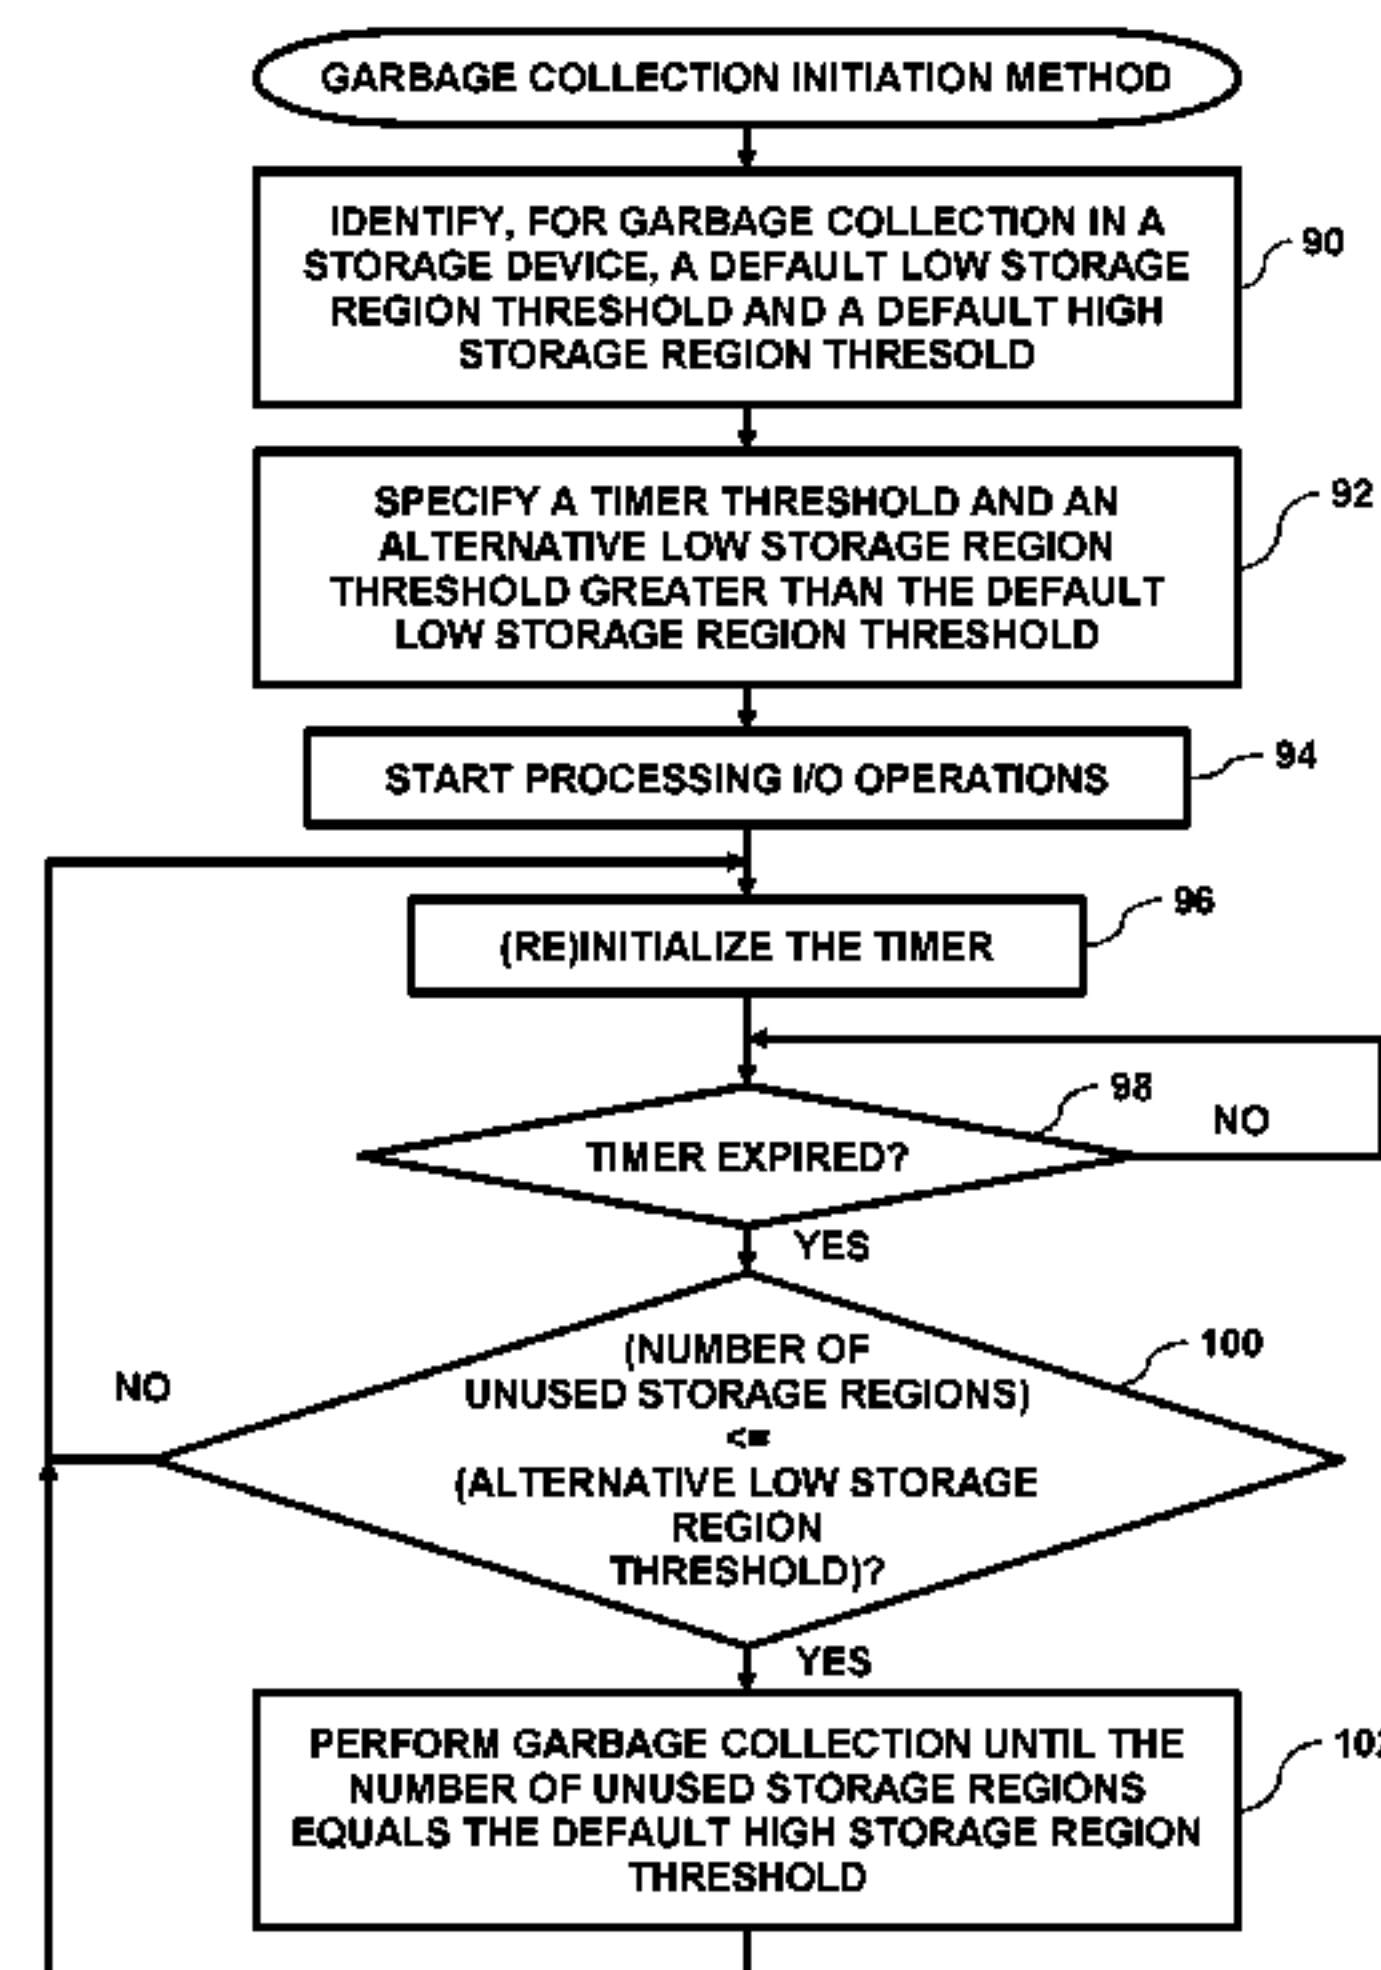 GARBAGE COLLECTION INITIATION METHOD
IDENTIFY, FOR GARBAGE COLLECTION IN A
STORAGE DEVICE, A DEFAULT LOW STORAGE
REGION THRESHOLD AND A DEFAULT HIGH
STORAGE REGION THRESOLD
90
SPECIFY A TIMER THRESHOLD AND AN
ALTERNATIVE LOW STORAGE REGION
THRESHOLD GREATER THAN THE DEFAULT
LOW STORAGE REGION THRESHOLD
92
START PROCESSING I/O OPERATIONS
94
(RE)INITIALIZE THE TIMER
96
TIMER EXPIRED?
98
NO
YES
(NUMBER OF
UNUSED STORAGE REGIONS)
<=
(ALTERNATIVE LOW STORAGE
REGION
THRESHOLD)?
100
NO
YES
PERFORM GARBAGE COLLECTION UNTIL THE
NUMBER OF UNUSED STORAGE REGIONS
EQUALS THE DEFAULT HIGH STORAGE REGION
THRESHOLD